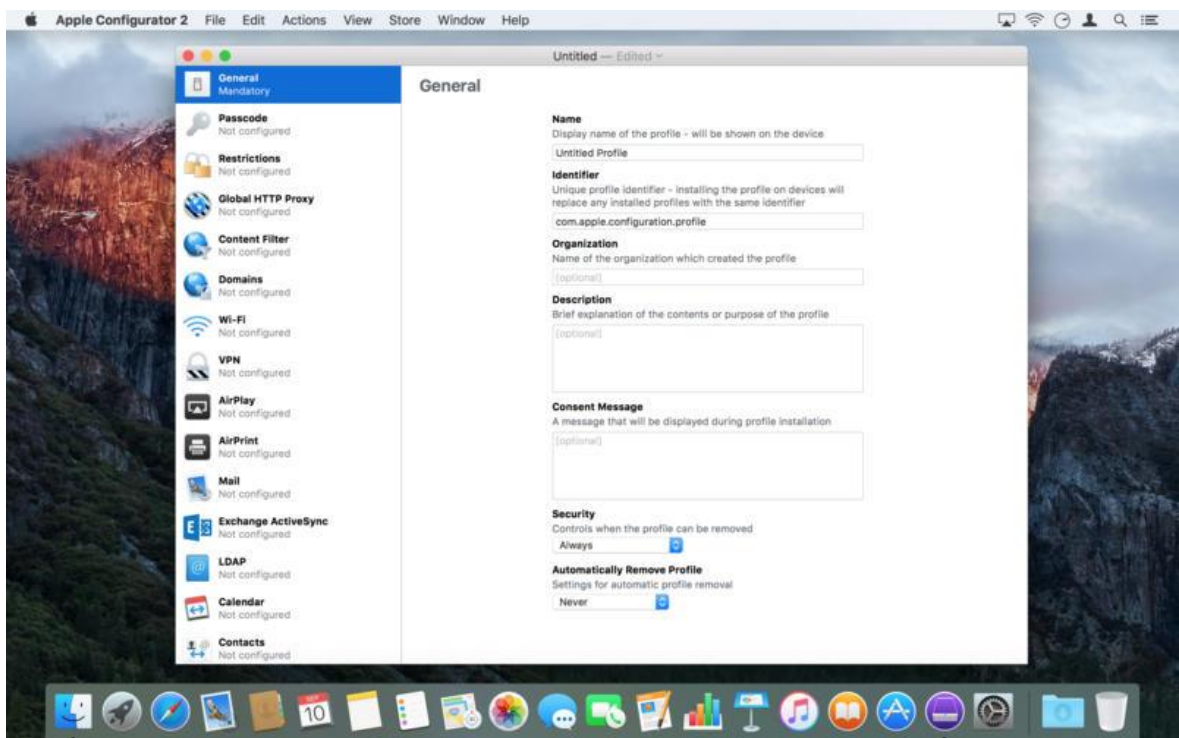 Apple Configurator 2 File Edit Actions View Store Window Help
Untitled — Edited
General
Mandatory
Passcode
Not configured
Restrictions
Not configured
Global HTTP Proxy
Not configured
Content Filter
Not configured
Domains
Not configured
Wi-Fi
Not configured
VPN
Not configured
AirPlay
Not configured
AirPrint
Not configured
Mail
Not configured
Exchange ActiveSync
Not configured
LDAP
Not configured
Calendar
Not configured
Contacts
Not configured
General
Name
Display name of the profile - will be shown on the device
Untitled Profile
Identifier
Unique profile identifier - installing the profile on devices will
replace any installed profiles with the same identifier
com.apple.configuration.profile
Organization
Name of the organization which created the profile
[optional]
Description
Brief explanation of the contents or purpose of the profile
[optional]
Consent Message
A message that will be displayed during profile installation
[optional]
Security
Controls when the profile can be removed
Always
Automatically Remove Profile
Settings for automatic profile removal
Never
10